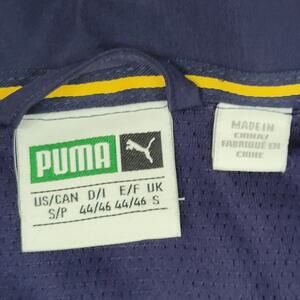 PUMA
US/CAN D/I E/F UK
S/P 44/46 44/46 S
MADE IN
CHINA/
FABRIQUÉ EN
CHINE